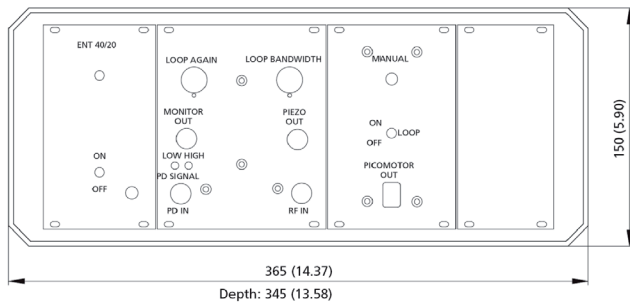 ENT 40/20
ON
OFF
LOOP AGAIN
LOOP BANDWIDTH
MONITOR
OUT
PIEZO
OUT
LOW HIGH
PD SIGNAL
PD IN
RF IN
MANUAL
ON
OFF
LOOP
PICOMOTOR
OUT
150 (5.90)
365 (14.37)
Depth: 345 (13.58)